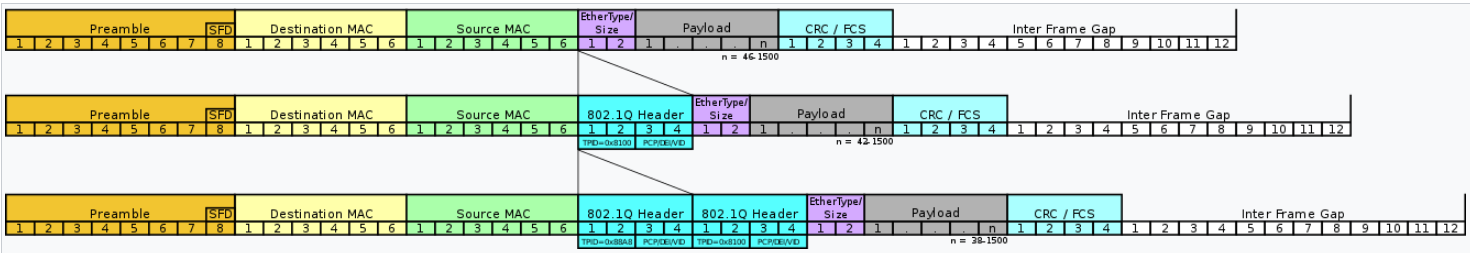 EtherType/
Preamble SFD Destination MAC Source MAC Size Payload CRC / FCS Inter Frame Gap
1 2 3 4 5 6 7 8 1 2 3 4 5 6 1 2 3 4 5 6 1 2 1 . . . n 1 2 3 4 1 2 3 4 5 6 7 8 9 10 11 12
n = 46-1500
EtherType/
Preamble SFD Destination MAC Source MAC 802.1Q Header Size Payload CRC / FCS Inter Frame Gap
1 2 3 4 5 6 7 8 1 2 3 4 5 6 1 2 3 4 5 6 1 2 3 4 1 2 1 . . . n 1 2 3 4 1 2 3 4 5 6 7 8 9 10 11 12
TPID=0x8100 PCP/DEI/VID n = 42-1500
EtherType/
Preamble SFD Destination MAC Source MAC 802.1Q Header 802.1Q Header Size Payload CRC / FCS Inter Frame Gap
1 2 3 4 5 6 7 8 1 2 3 4 5 6 1 2 3 4 5 6 1 2 3 4 1 2 3 4 1 2 1 . . . n 1 2 3 4 1 2 3 4 5 6 7 8 9 10 11 12
TPID=0x88A8 PCP/DEI/VID TPID=0x8100 PCP/DEI/VID n = 38-1500